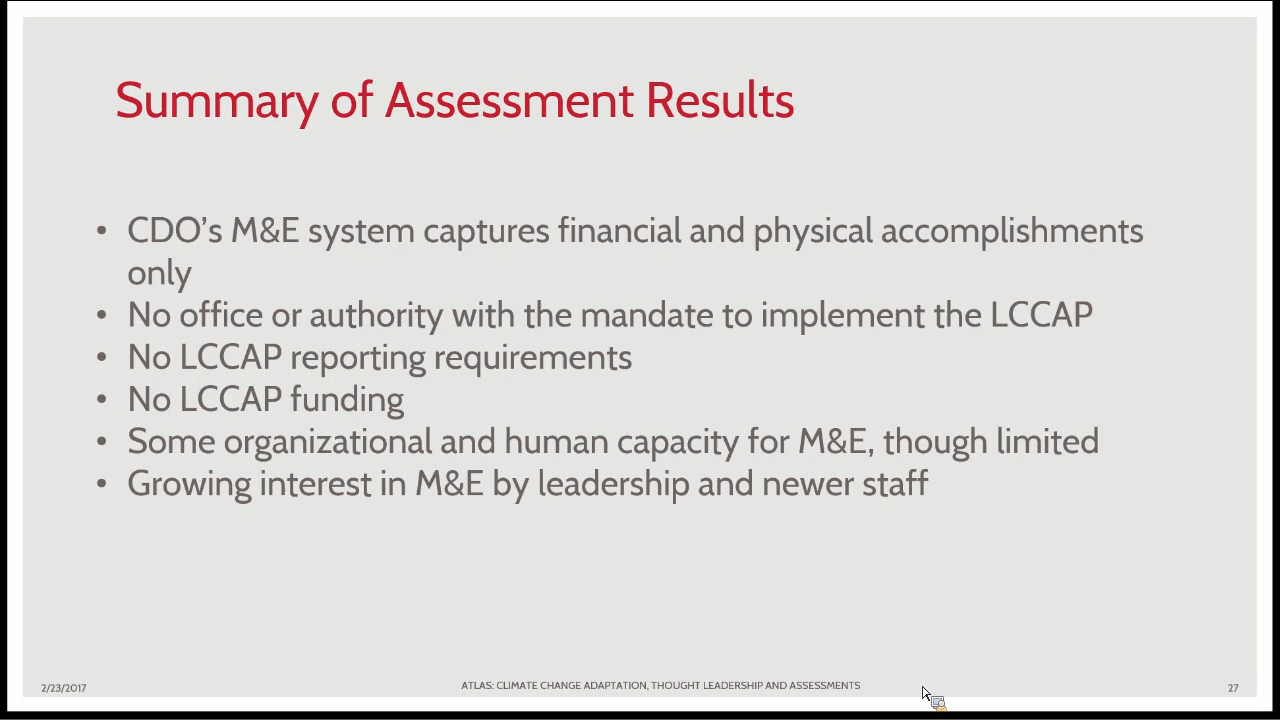 Summary of Assessment Results
• CDO’s M&E system captures financial and physical accomplishments
only
• No office or authority with the mandate to implement the LCCAP
• No LCCAP reporting requirements
• No LCCAP funding
• Some organizational and human capacity for M&E, though limited
• Growing interest in M&E by leadership and newer staff
2/23/2017
ATLAS: CLIMATE CHANGE ADAPTATION, THOUGHT LEADERSHIP AND ASSESSMENTS
27